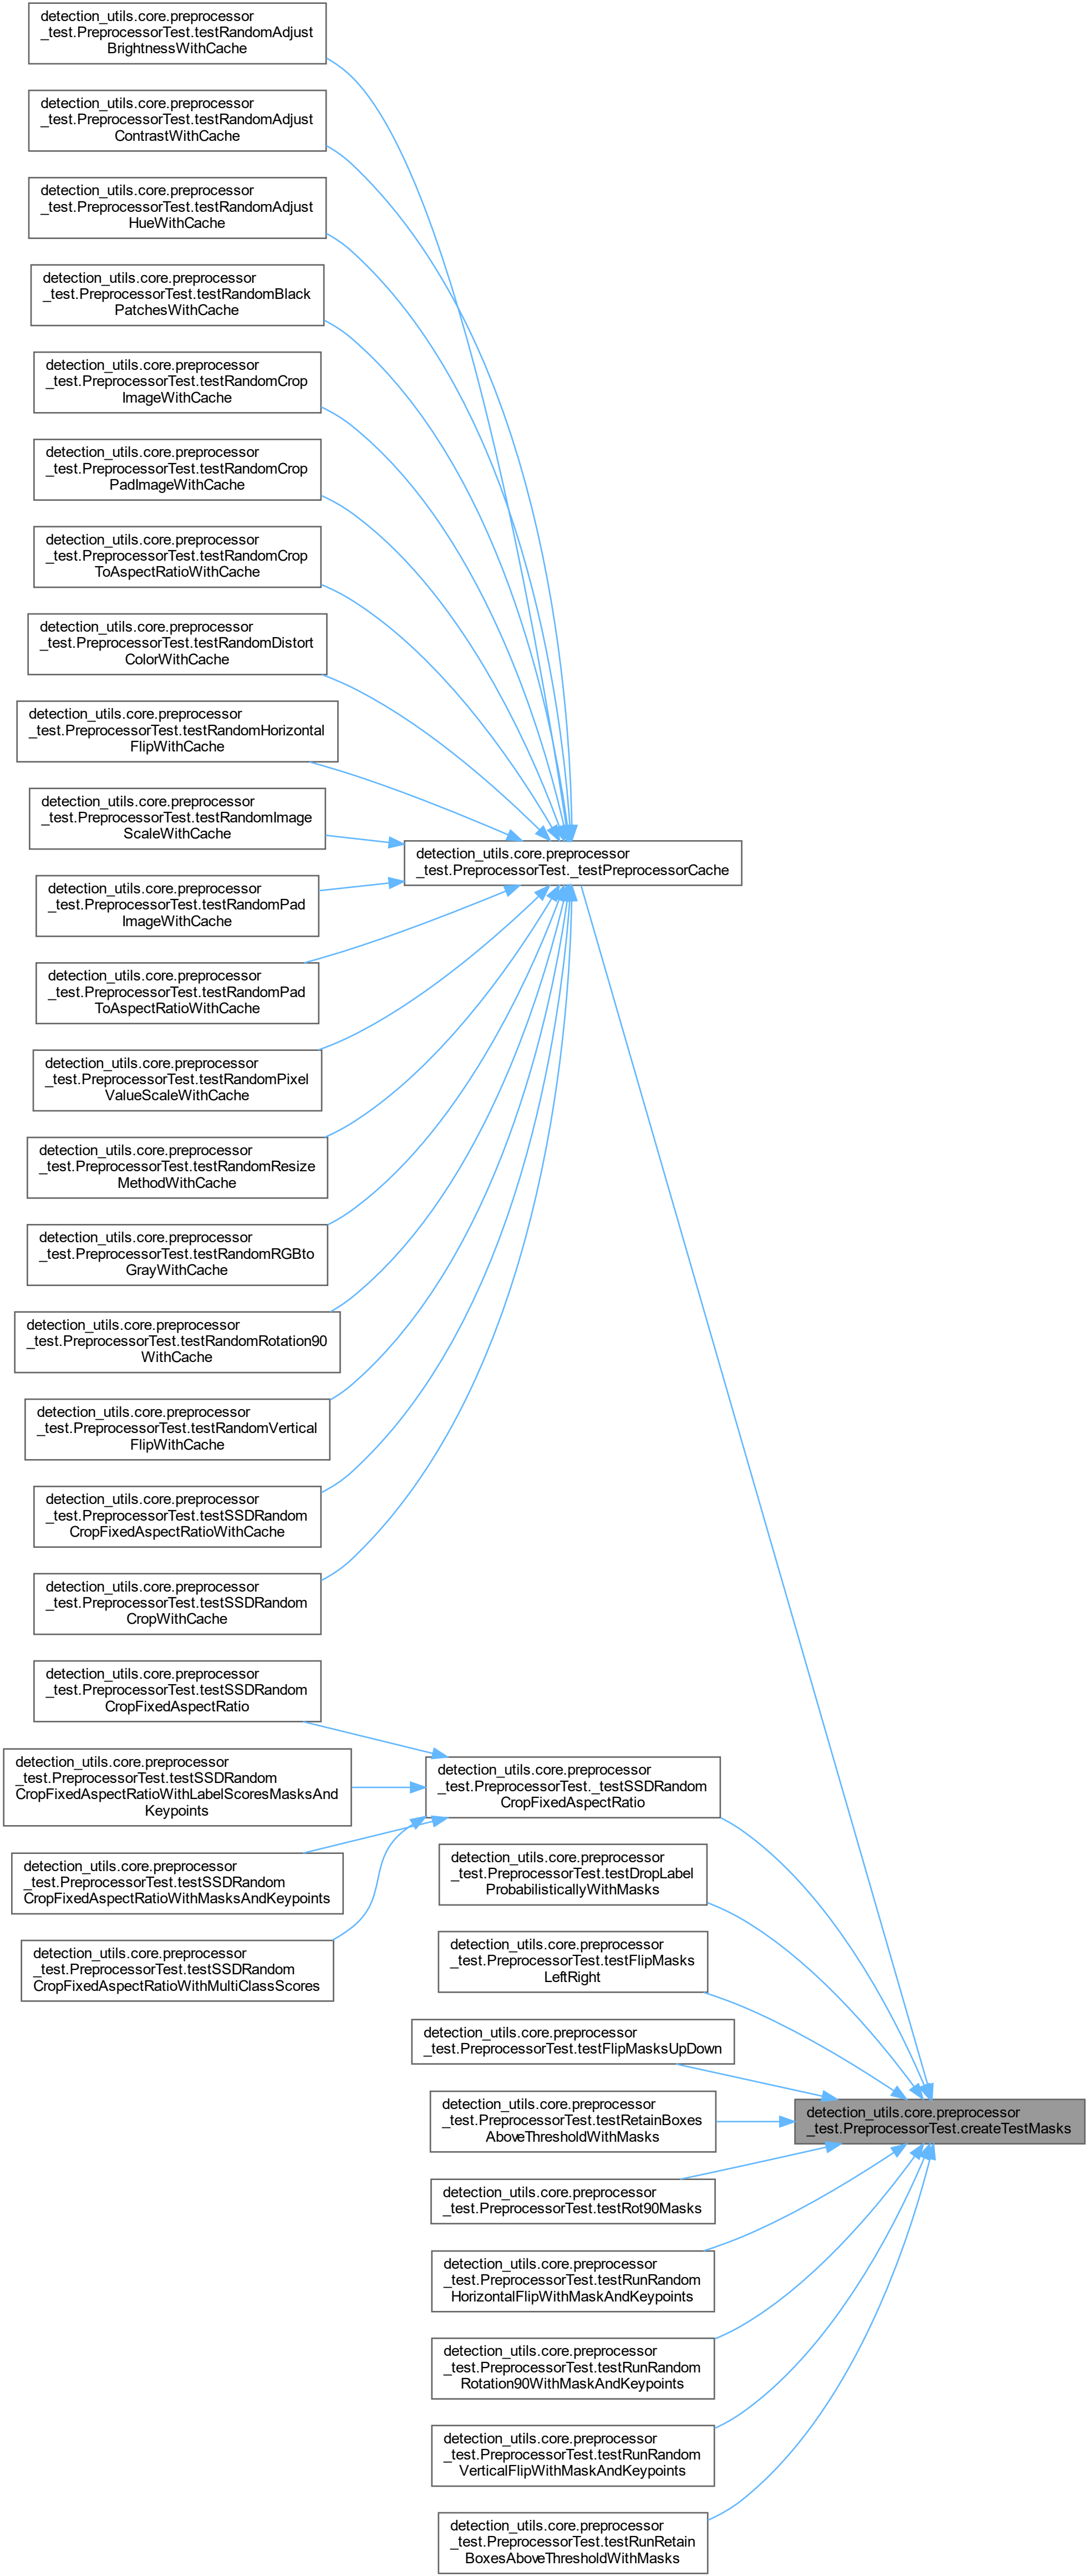 detection_utils.core.preprocessor
_test.PreprocessorTest.testRandomAdjust
BrightnessWithCache
detection_utils.core.preprocessor
_test.PreprocessorTest.testRandomAdjust
ContrastWithCache
detection_utils.core.preprocessor
_test.PreprocessorTest.testRandomAdjust
HueWithCache
detection_utils.core.preprocessor
_test.PreprocessorTest.testRandomBlack
PatchesWithCache
detection_utils.core.preprocessor
_test.PreprocessorTest.testRandomCrop
ImageWithCache
detection_utils.core.preprocessor
_test.PreprocessorTest.testRandomCrop
PadImageWithCache
detection_utils.core.preprocessor
_test.PreprocessorTest.testRandomCrop
ToAspectRatioWithCache
detection_utils.core.preprocessor
_test.PreprocessorTest.testRandomDistort
ColorWithCache
detection_utils.core.preprocessor
_test.PreprocessorTest.testRandomHorizontal
FlipWithCache
detection_utils.core.preprocessor
_test.PreprocessorTest.testRandomImage
ScaleWithCache
detection_utils.core.preprocessor
_test.PreprocessorTest.testRandomPad
ImageWithCache
detection_utils.core.preprocessor
_test.PreprocessorTest.testRandomPad
ToAspectRatioWithCache
detection_utils.core.preprocessor
_test.PreprocessorTest.testRandomPixel
ValueScaleWithCache
detection_utils.core.preprocessor
_test.PreprocessorTest.testRandomResize
MethodWithCache
detection_utils.core.preprocessor
_test.PreprocessorTest.testRandomRGBto
GrayWithCache
detection_utils.core.preprocessor
_test.PreprocessorTest.testRandomRotation90
WithCache
detection_utils.core.preprocessor
_test.PreprocessorTest.testRandomVertical
FlipWithCache
detection_utils.core.preprocessor
_test.PreprocessorTest.testSSDRandom
CropFixedAspectRatioWithCache
detection_utils.core.preprocessor
_test.PreprocessorTest.testSSDRandom
CropWithCache
detection_utils.core.preprocessor
_test.PreprocessorTest.testSSDRandom
CropFixedAspectRatio
detection_utils.core.preprocessor
_test.PreprocessorTest.testSSDRandom
CropFixedAspectRatioWithLabelScoresMasksAnd
Keypoints
detection_utils.core.preprocessor
_test.PreprocessorTest.testSSDRandom
CropFixedAspectRatioWithMasksAndKeypoints
detection_utils.core.preprocessor
_test.PreprocessorTest.testSSDRandom
CropFixedAspectRatioWithMultiClassScores
detection_utils.core.preprocessor
_test.PreprocessorTest._testPreprocessorCache
detection_utils.core.preprocessor
_test.PreprocessorTest._testSSDRandom
CropFixedAspectRatio
detection_utils.core.preprocessor
_test.PreprocessorTest.testDropLabel
ProbabilisticallyWithMasks
detection_utils.core.preprocessor
_test.PreprocessorTest.testFlipMasks
LeftRight
detection_utils.core.preprocessor
_test.PreprocessorTest.testFlipMasksUpDown
detection_utils.core.preprocessor
_test.PreprocessorTest.testRetainBoxes
AboveThresholdWithMasks
detection_utils.core.preprocessor
_test.PreprocessorTest.testRot90Masks
detection_utils.core.preprocessor
_test.PreprocessorTest.testRunRandom
HorizontalFlipWithMaskAndKeypoints
detection_utils.core.preprocessor
_test.PreprocessorTest.testRunRandom
Rotation90WithMaskAndKeypoints
detection_utils.core.preprocessor
_test.PreprocessorTest.testRunRandom
VerticalFlipWithMaskAndKeypoints
detection_utils.core.preprocessor
_test.PreprocessorTest.testRunRetain
BoxesAboveThresholdWithMasks
detection_utils.core.preprocessor
_test.PreprocessorTest.createTestMasks